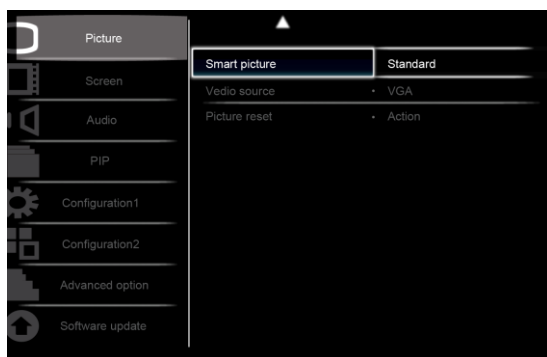 Picture
Screen
Audio
PIP
Configuration1
Configuration2
Advanced option
Software update
Smart picture Standard
Vedio source • VGA
Picture reset • Action